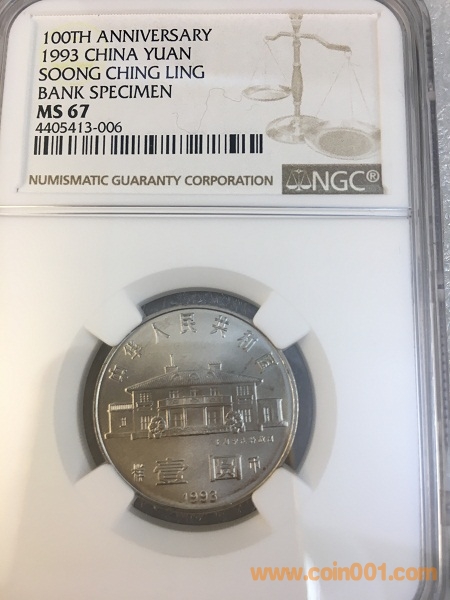 100TH ANNIVERSARY
1993 CHINA YUAN
SOONG CHING LING
BANK SPECIMEN
MS 67
4405413-006
NUMISMATIC GUARANTY CORPORATION NGC®
中华人民共和国
壹圆
1993
www.coin001.com